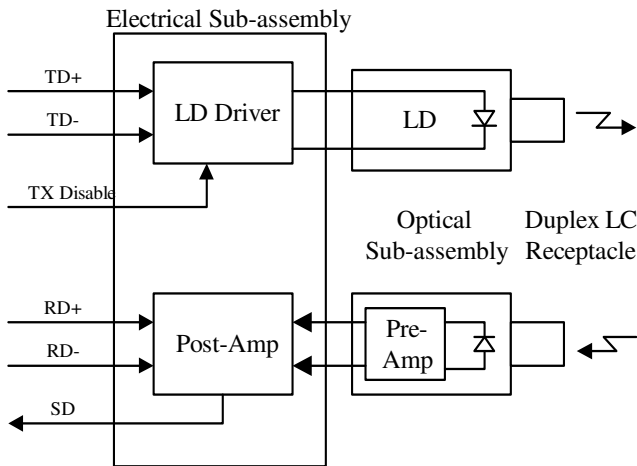 Electrical Sub-assembly
TD+
LD Driver
LD
TD-
TX Disable
Optical
Sub-assembly
Duplex LC
Receptacle
RD+
Post-Amp
Pre-
Amp
RD-
SD